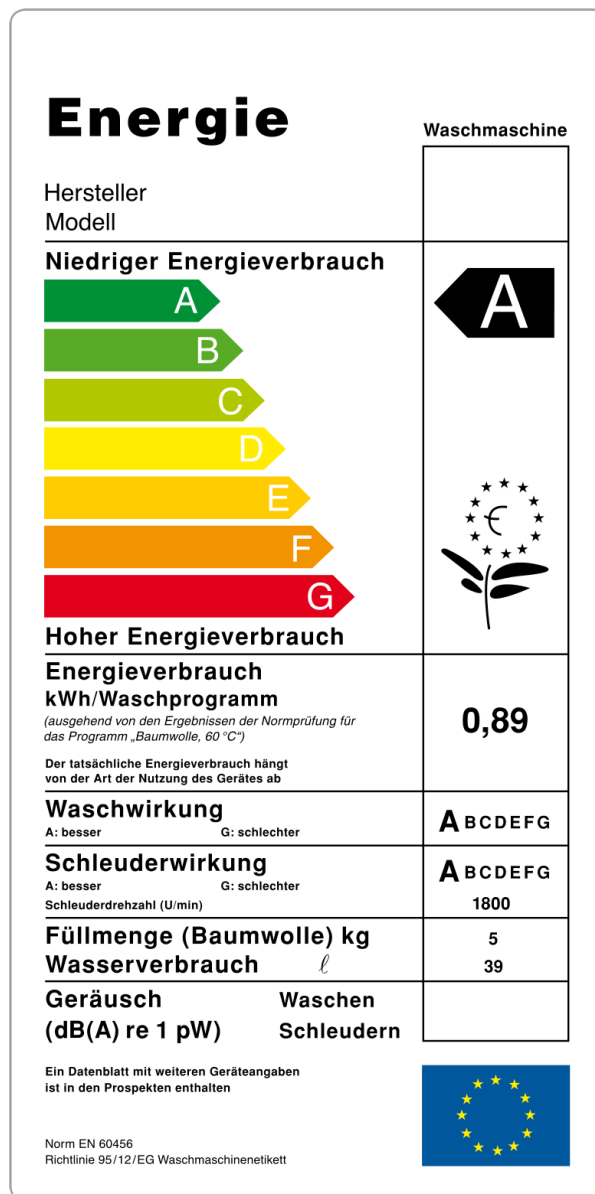 Energie
Waschmaschine
Hersteller
Modell
Niedriger Energieverbrauch
A
A
B
C
D
E
F
G
Hoher Energieverbrauch
Energieverbrauch
kWh/Waschprogramm
(ausgehend von den Ergebnissen der Normprüfung für
das Programm „Baumwolle, 60 °C“)
0,89
Der tatsächliche Energieverbrauch hängt
von der Art der Nutzung des Gerätes ab
Waschwirkung
A: besser G: schlechter
A B C D E F G
Schleuderwirkung
A: besser G: schlechter
Schleuderdrehzahl (U/min)
A B C D E F G
1800
Füllmenge (Baumwolle) kg 5
Wasserverbrauch ℓ 39
Geräusch Waschen
(dB(A) re 1 pW) Schleudern
Ein Datenblatt mit weiteren Geräteangaben
ist in den Prospekten enthalten
Norm EN 60456
Richtlinie 95/12/EG Waschmaschinenetikett